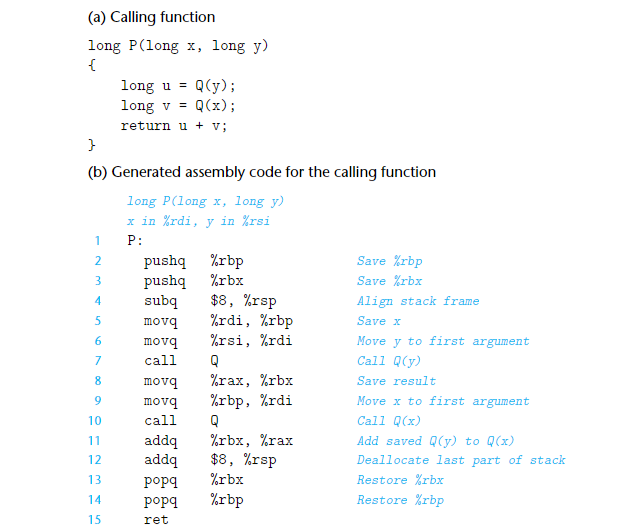 (a) Calling function
long P(long x, long y)
{
long u = Q(y);
long v = Q(x);
return u + v;
}
(b) Generated assembly code for the calling function
long P(long x, long y)
x in %rdi, y in %rsi
1 P:
2 pushq %rbp Save %rbp
3 pushq %rbx Save %rbx
4 subq $8, %rsp Align stack frame
5 movq %rdi, %rbp Save x
6 movq %rsi, %rdi Move y to first argument
7 call Q Call Q(y)
8 movq %rax, %rbx Save result
9 movq %rbp, %rdi Move x to first argument
10 call Q Call Q(x)
11 addq %rbx, %rax Add saved Q(y) to Q(x)
12 addq $8, %rsp Deallocate last part of stack
13 popq %rbx Restore %rbx
14 popq %rbp Restore %rbp
15 ret